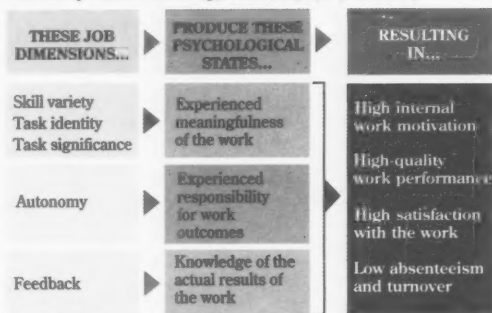 THESE JOB
DIMENSIONS...
PRODUCE THESE
PSYCHOLOGICAL
STATES...
RESULTING
IN...
Skill variety
Task identity
Task significance
Experienced
meaningfulness
of the work
Autonomy
Experienced
responsibility
for work
outcomes
Feedback
Knowledge of the
actual results of
the work
High internal
work motivation
High-quality
work performance
High satisfaction
with the work
Low absenteeism
and turnover